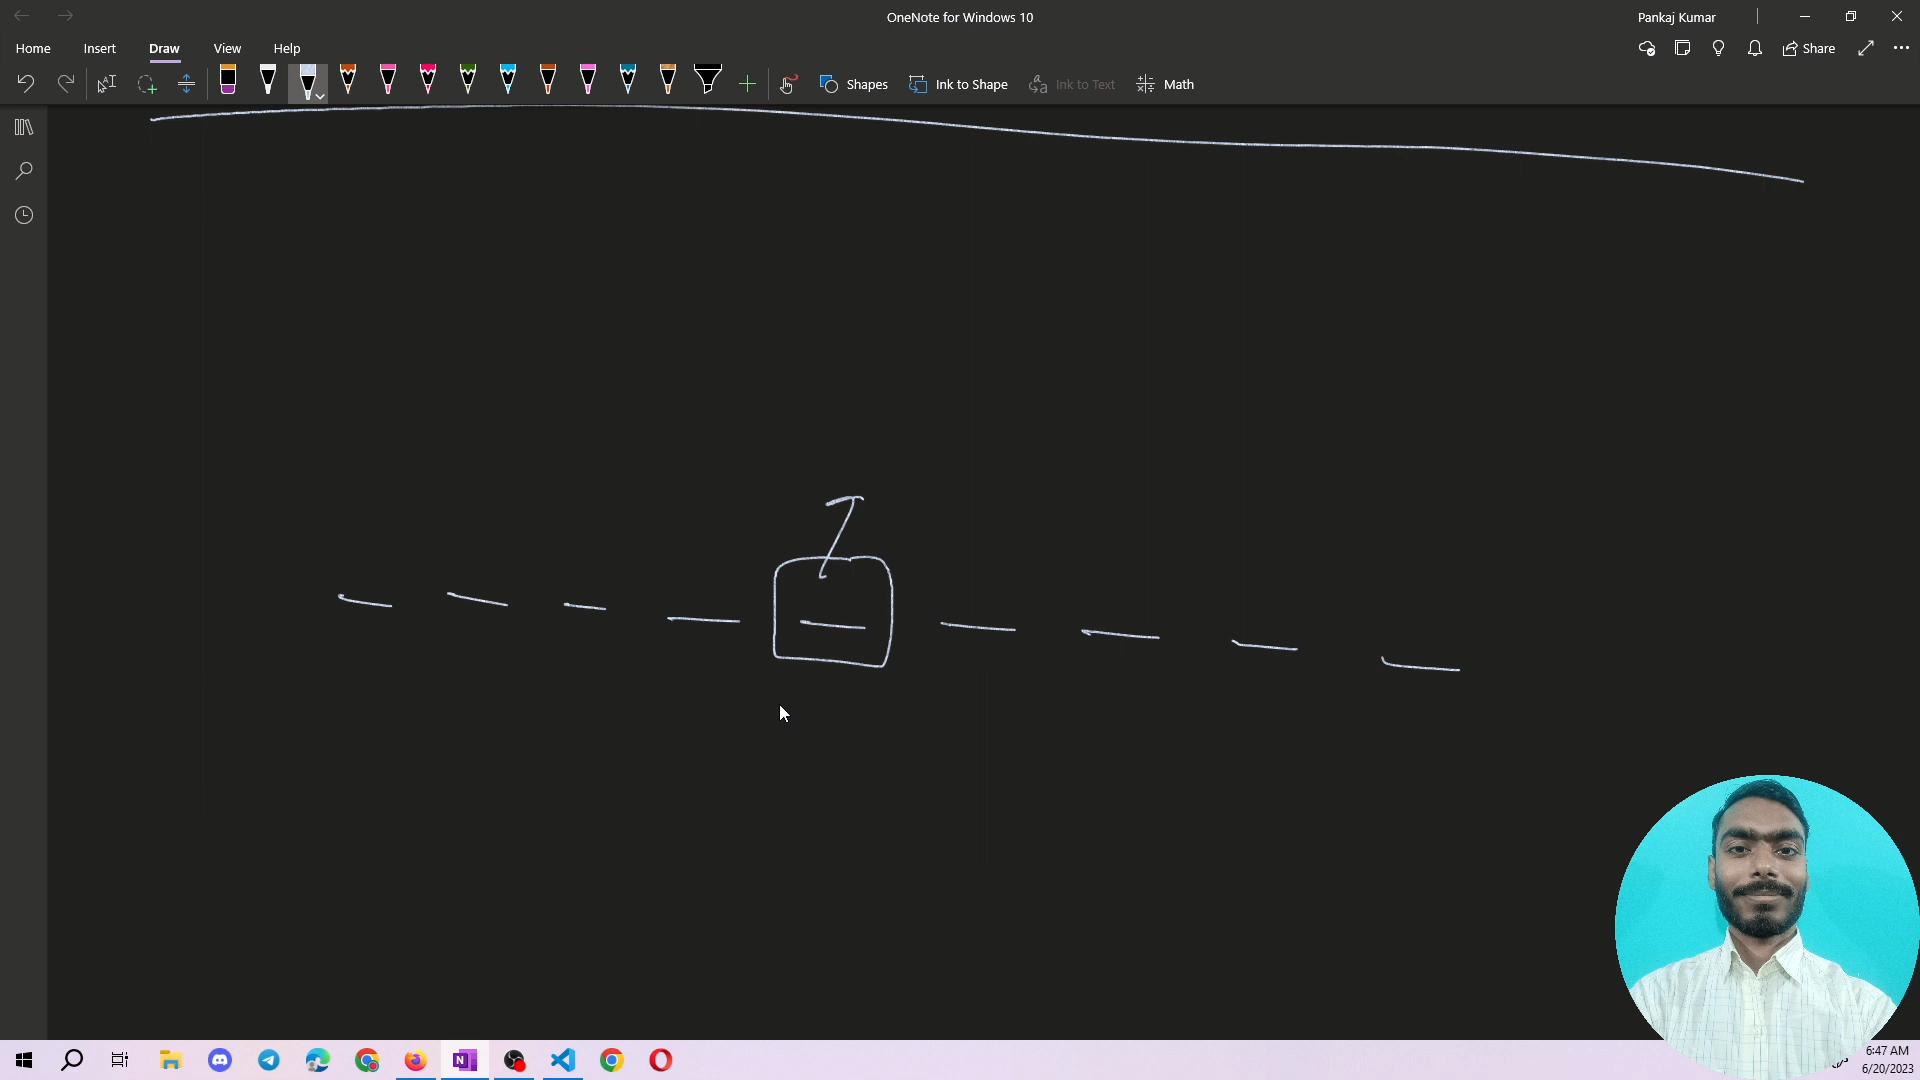 OneNote for Windows 10
Pankaj Kumar
Home Insert Draw View Help
Share
Shapes Ink to Shape Ink to Text Math
6:47 AM
6/20/2023